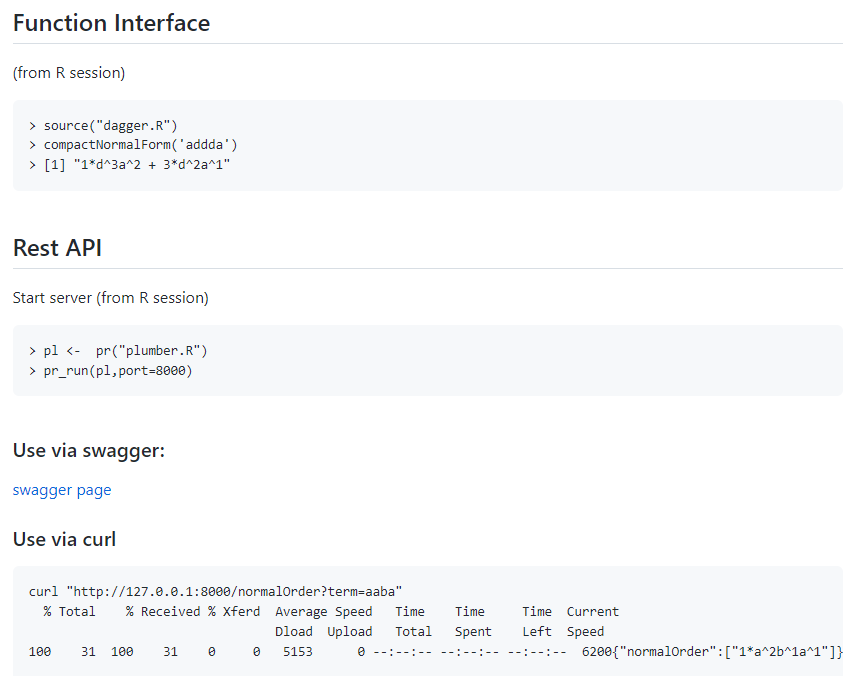 Function Interface
(from R session)
> source("dagger.R")
> compactNormalForm('addda')
> [1] "1*d^3a^2 + 3*d^2a^1"
Rest API
Start server (from R session)
> pl <-  pr("plumber.R")
> pr_run(pl,port=8000)
Use via swagger:
swagger page
Use via curl
curl "http://127.0.0.1:8000/normalOrder?term=aaba"
  % Total    % Received % Xferd  Average Speed   Time    Time     Time  Current
                                 Dload  Upload   Total   Spent    Left  Speed
100    31  100    31    0     0   5153      0 --:--:-- --:--:-- --:--:--  6200{"normalOrder":["1*a^2b^1a^1"]}